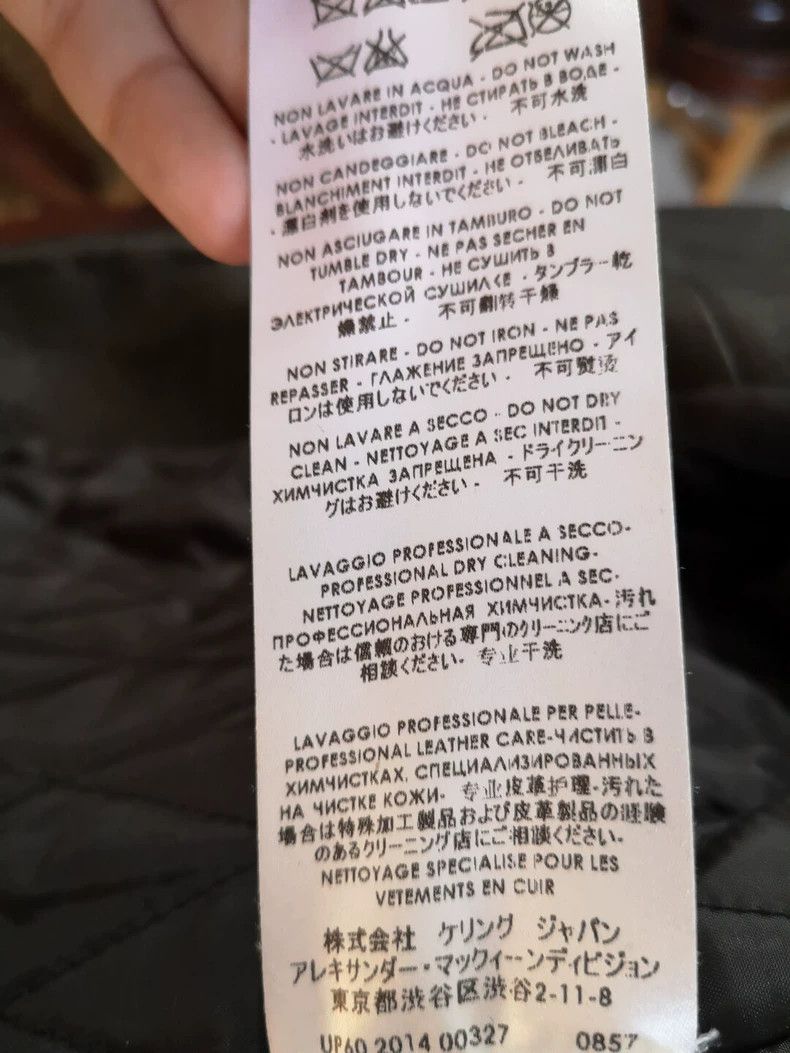 NON LAVARE IN ACQUA - DO NOT WASH
- LAVAGE INTERDIT - НЕ СТИРАТЬ В ВОДЕ -
水洗いはお避けください - 不可水洗
NON CANDEGGIARE - DO NOT BLEACH -
BLANCHIMENT INTERDIT - НЕ ОТБЕЛИВАТЬ
- 漂白剤を使用しないでください - 不可漂白
NON ASCIUGARE IN TAMBURO - DO NOT
TUMBLE DRY - NE PAS SECHER EN
TAMBOUR - НЕ СУШИТЬ В
ЭЛЕКТРИЧЕСКОЙ СУШИЛКЕ - タンブラー乾
燥禁止 - 不可翻转干燥
NON STIRARE - DO NOT IRON - NE PAS
REPASSER - ГЛАЖЕНИЕ ЗАПРЕЩЕНО - アイ
ロンは使用しないでください - 不可熨烫
NON LAVARE A SECCO - DO NOT DRY
CLEAN - NETTOYAGE A SEC INTERDIT -
ХИМЧИСТКА ЗАПРЕЩЕНА - ドライクリーニン
グはお避けください - 不可干洗
LAVAGGIO PROFESSIONALE A SECCO-
PROFESSIONAL DRY CLEANING-
NETTOYAGE PROFESSIONNEL A SEC-
ПРОФЕССИОНАЛЬНАЯ ХИМЧИСТКА- 汚れ
た場合は信頼のおける専門のクリーニング店にご
相談ください- 专业干洗
LAVAGGIO PROFESSIONALE PER PELLE-
PROFESSIONAL LEATHER CARE-ЧИСТИТЬ В
ХИМЧИСТКАХ, СПЕЦИАЛИЗИРОВАННЫХ
НА ЧИСТКЕ КОЖИ- 专业皮革护理-汚れた
場合は特殊加工製品および皮革製品の経験
のあるクリーニング店にご相談ください-
NETTOYAGE SPECIALISE POUR LES
VETEMENTS EN CUIR
株式会社 ケリング ジャパン
アレキサンダー・マックィーンディビジョン
東京都渋谷区渋谷2-11-8
UP60 2014 00327 0857